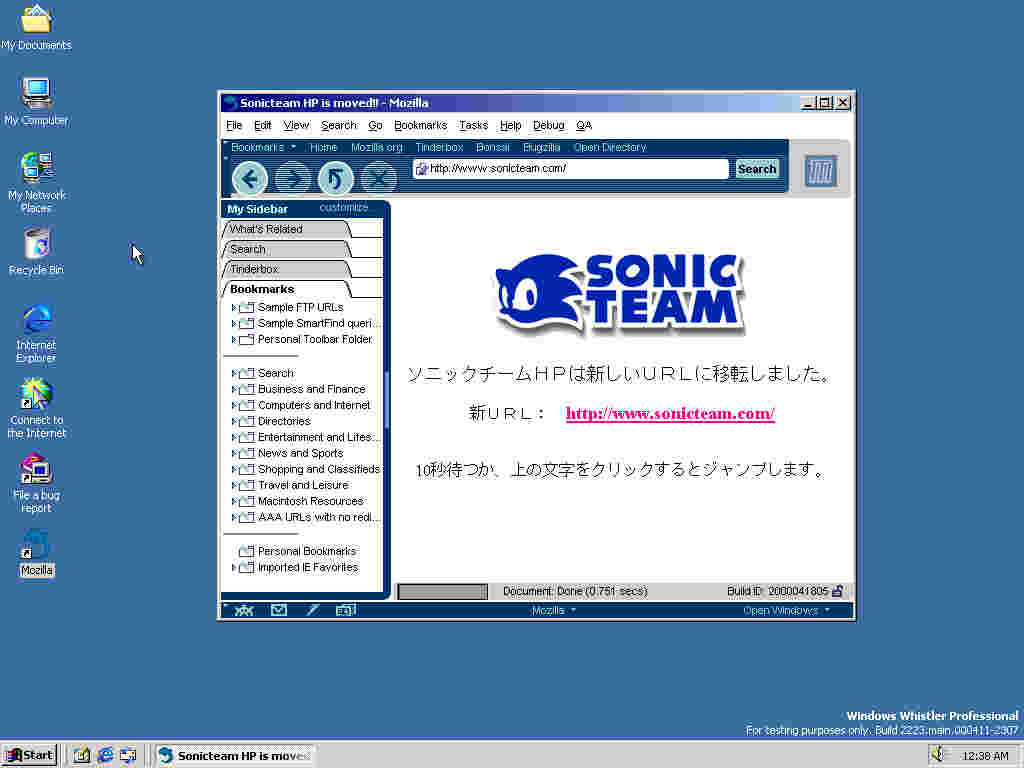 My Documents
My Computer
My Network
Places
Recycle Bin
Internet
Explorer
Connect to
the Internet
File a bug
report
Mozilla
Sonicteam HP is moved!! - Mozilla
File Edit View Search Go Bookmarks Tasks Help Debug QA
Bookmarks Home Mozilla.org Tinderbox Bonsai Bugzilla Open Directory
http://www.sonicteam.com/ Search
My Sidebar customize...
What's Related
Search
Tinderbox
Bookmarks
Sample FTP URLs
Sample SmartFind queri...
Personal Toolbar Folder
Search
Business and Finance
Computers and Internet
Directories
Entertainment and Lifes...
News and Sports
Shopping and Classifieds
Travel and Leisure
Macintosh Resources
AAA URLs with no redi...
Personal Bookmarks
Imported IE Favorites
SONIC
TEAM
ソニックチームＨＰは新しいＵＲＬに移転しました。
新ＵＲＬ： http://www.sonicteam.com/
10秒待つか、上の文字をクリックするとジャンプします。
Document: Done (0.751 secs) Build ID: 2000041805
Mozilla Open Windows
Windows Whistler Professional
For testing purposes only. Build 2223.main.000411-2307
Start Sonicteam HP is moved 12:38 AM